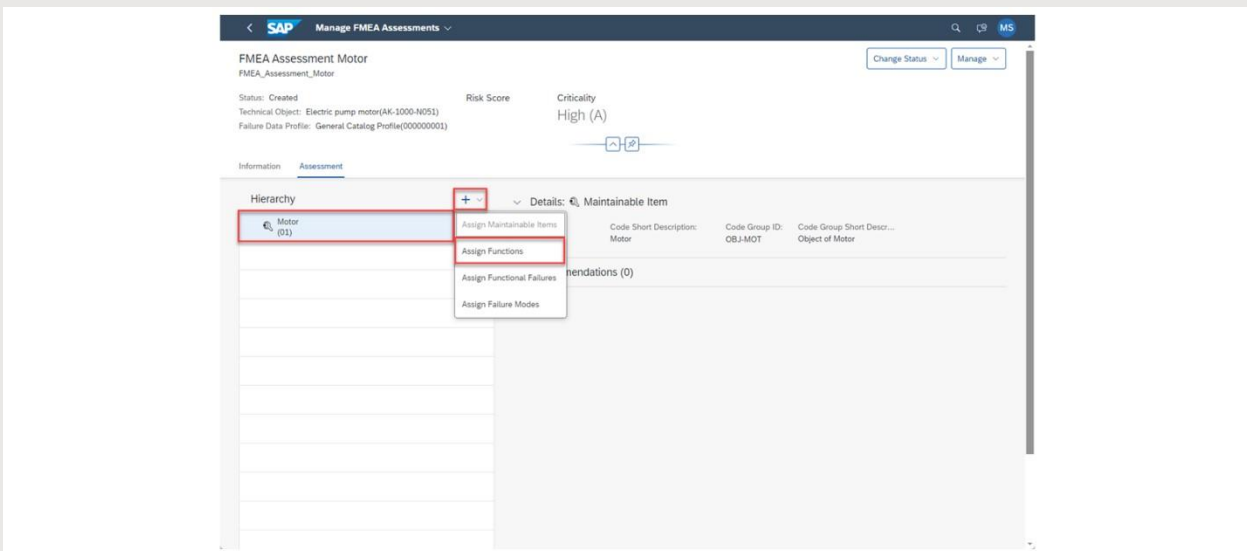 SAP Manage FMEA Assessments
MS
FMEA Assessment Motor
FMEA_Assessment_Motor
Change Status
Manage
Status: Created
Technical Object: Electric pump motor(AK-1000-N051)
Failure Data Profile: General Catalog Profile(000000001)
Risk Score
Criticality
High (A)
Information Assessment
Hierarchy
Motor
(01)
Assign Maintainable Items
Assign Functions
Assign Functional Failures
Assign Failure Modes
Details: Maintainable Item
Code Short Description:
Motor
Code Group ID:
OBJ-MOT
Code Group Short Descr...
Object of Motor
mendations (0)